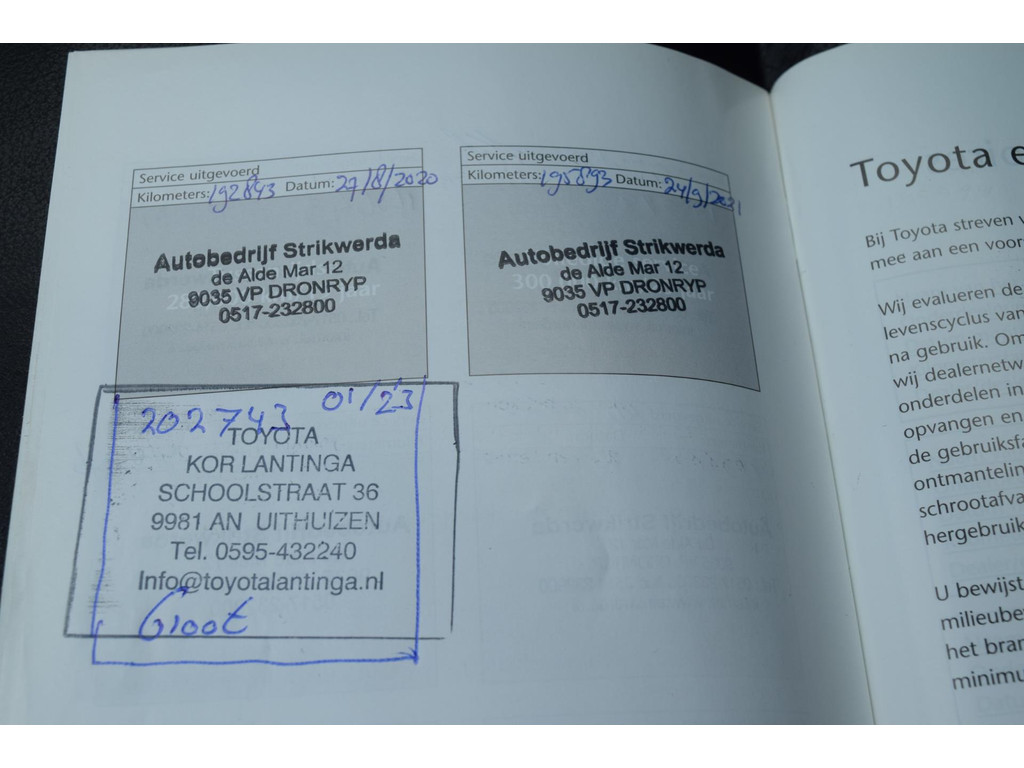 Service uitgevoerd
Kilometers: 192843 Datum: 27/8/2020
Autobedrijf Strikwerda
de Alde Mar 12
9035 VP DRONRYP
0517-232800
Service uitgevoerd
Kilometers: 195893 Datum: 24/9/2021
Autobedrijf Strikwerda
de Alde Mar 12
9035 VP DRONRYP
0517-232800
202743 01/23
TOYOTA
KOR LANTINGA
SCHOOLSTRAAT 36
9981 AN UITHUIZEN
Tel. 0595-432240
Info@toyotalantinga.nl
Groot
Toyota e
Bij Toyota streven v
mee aan een voor
Wij evalueren de
levenscyclus van
na gebruik. Om
wij dealernetw
onderdelen in
opvangen en
de gebruiksfa
ontmantelin
schrootafva
hergebruik
U bewijst
milieube
het bran
minimu